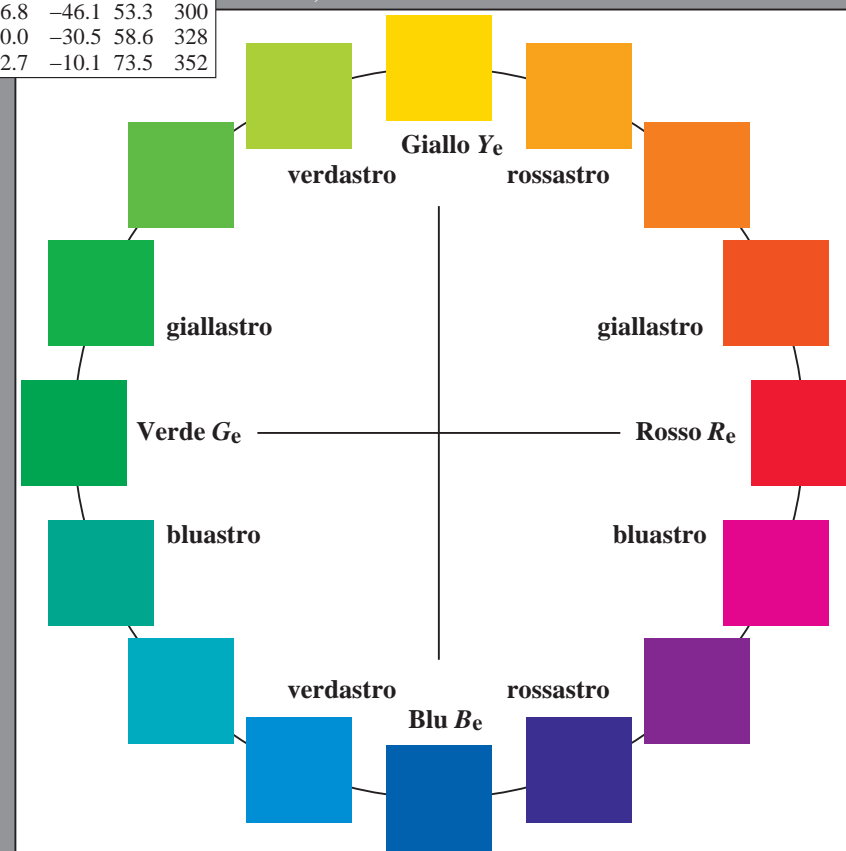 6.8 −46.1 53.3 300
0.0 −30.5 58.6 328
2.7 −10.1 73.5 352
Giallo Ye
verdastro rossastro
giallastro giallastro
Verde Ge Rosso Re
bluastro bluastro
verdastro rossastro
Blu Be